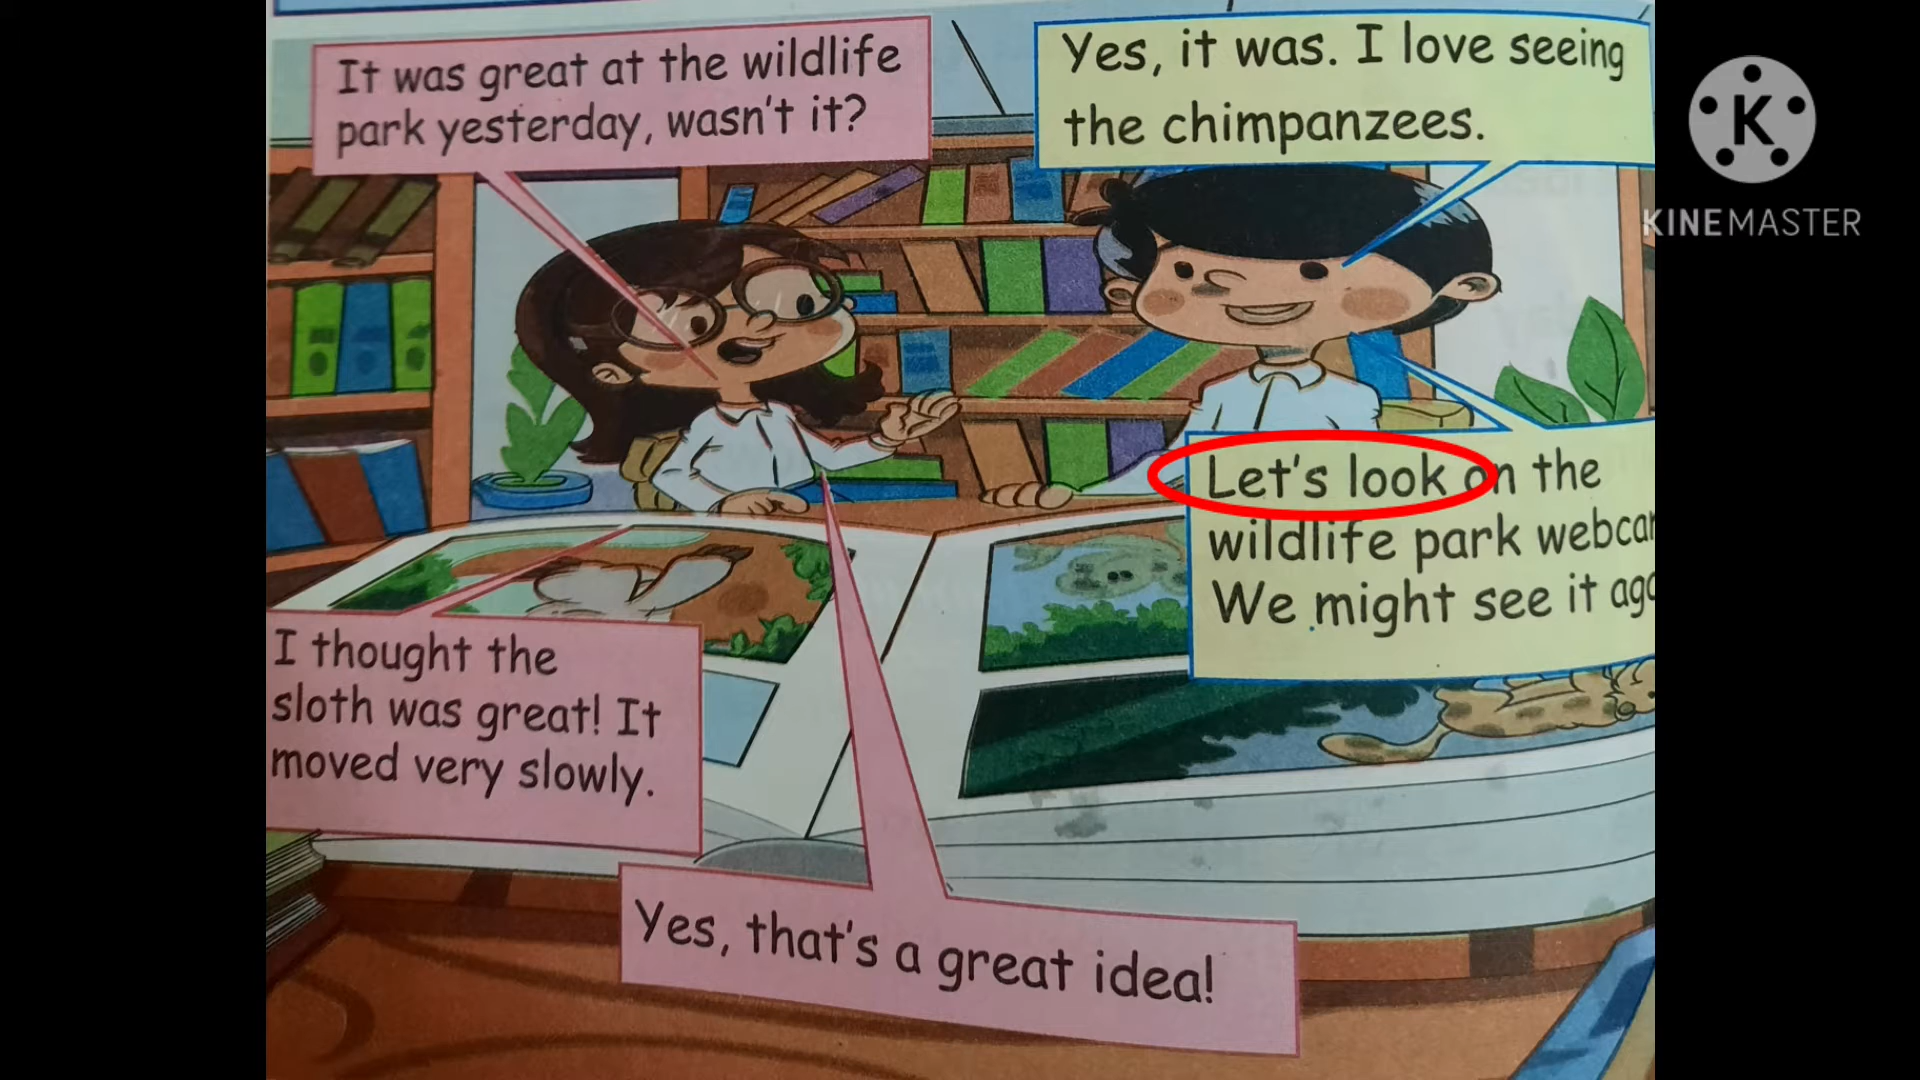 It was great at the wildlife
park yesterday, wasn't it?
Yes, it was. I love seeing
the chimpanzees.
I thought the
sloth was great! It
moved very slowly.
Let's look on the
wildlife park
We might see it
Yes, that's a great idea!
K
KINEMASTER